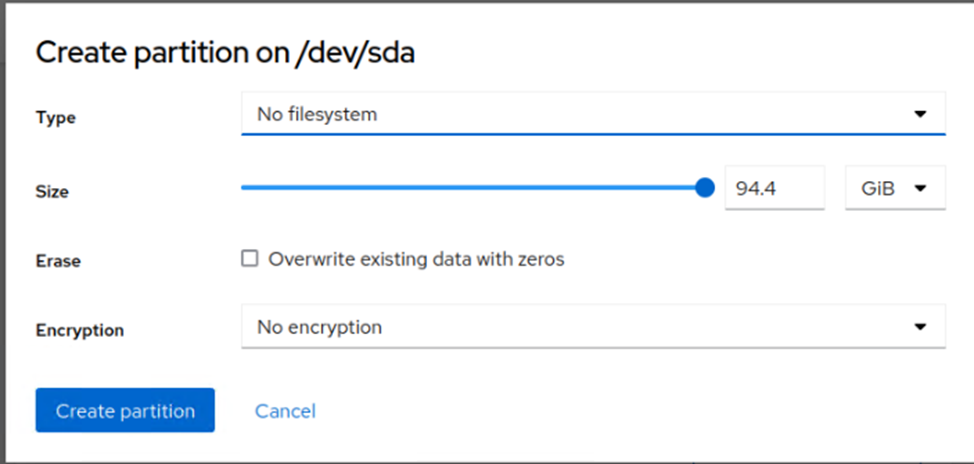 Create partition on /dev/sda
Type No filesystem
Size 94.4 GiB
Erase Overwrite existing data with zeros
Encryption No encryption
Create partition Cancel